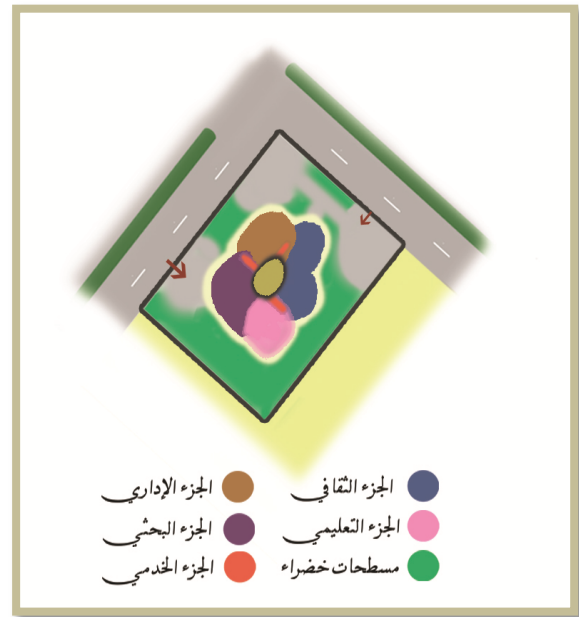 الجزء الثقافي
الجزء الإداري
الجزء التعليمي
الجزء البحثي
مسطحات خضراء
الجزء الخدمي